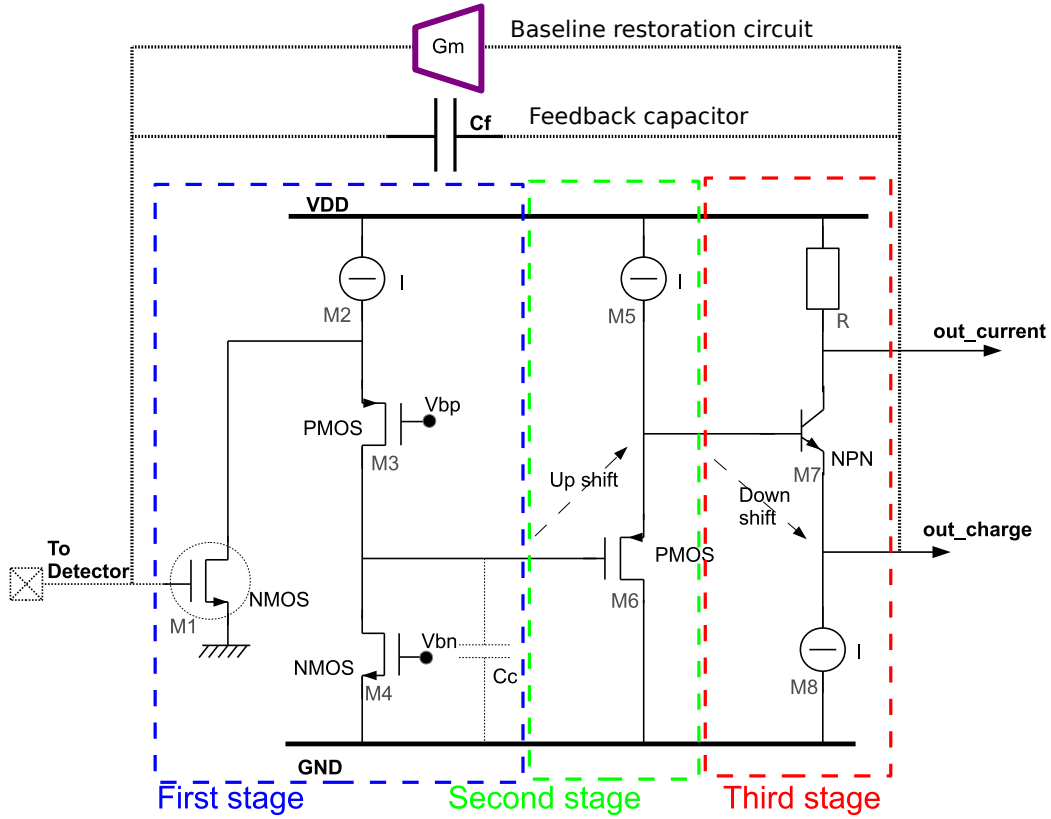 Baseline restoration circuit
Gm
Feedback capacitor
Cf
VDD
I
M2
I
M5
R
out_current
Vbp
PMOS
M3
Up shift
NPN
M7
Down
shift
out_charge
To
Detector
NMOS
M1
PMOS
M6
Vbn
NMOS
M4
Cc
I
M8
GND
First stage
Second stage
Third stage